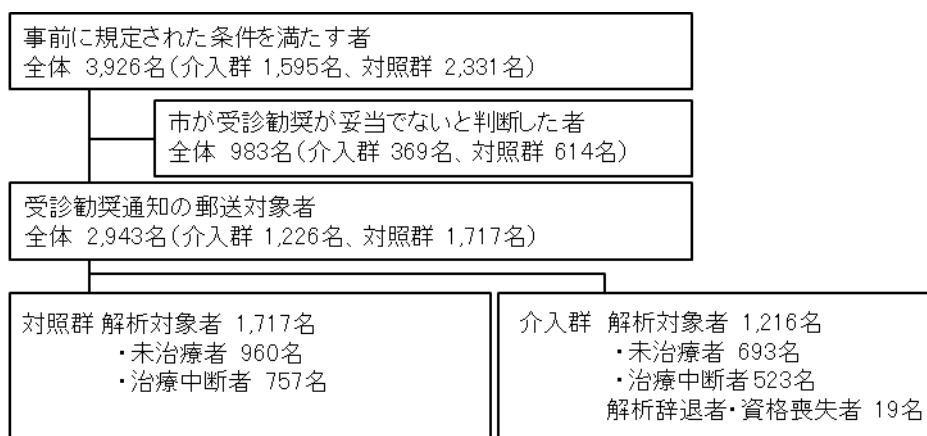 事前に規定された条件を満たす者
全体 3,926名(介入群 1,595名、対照群 2,331名)
市が受診勧奨が妥当でないと判断した者
全体 983名(介入群 369名、対照群 614名)
受診勧奨通知の郵送対象者
全体 2,943名(介入群 1,226名、対照群 1,717名)
対照群 解析対象者 1,717名
・未治療者 960名
・治療中断者 757名
介入群 解析対象者 1,216名
・未治療者 693名
・治療中断者523名
解析辞退者・資格喪失者 19名